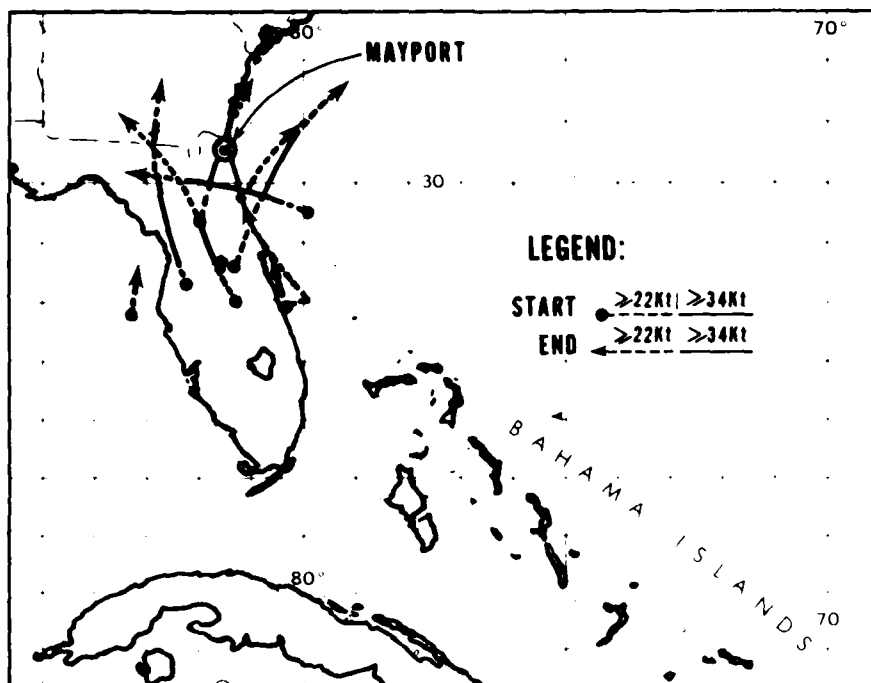 80°
70°
MAYPORT
30
LEGEND:
START ≥22Kt ≥34Kt
END ≥22Kt ≥34Kt
BAHAMA ISLANDS
80°
70